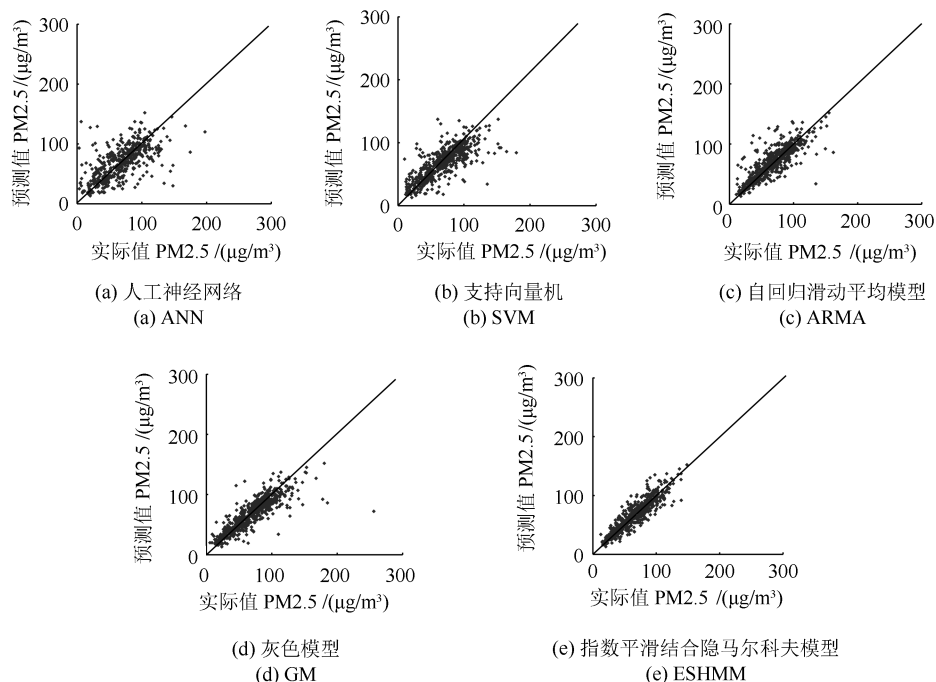 300
200
100
0
0
100
200
300
预测值 PM2.5 /(μg/m³)
实际值 PM2.5 /(μg/m³)
(a) 人工神经网络
(a) ANN
300
200
100
0
0
100
200
300
预测值 PM2.5 /(μg/m³)
实际值 PM2.5 /(μg/m³)
(b) 支持向量机
(b) SVM
300
200
100
0
0
100
200
300
预测值 PM2.5 /(μg/m³)
实际值 PM2.5 /(μg/m³)
(c) 自回归滑动平均模型
(c) ARMA
300
200
100
0
0
100
200
300
预测值 PM2.5 /(μg/m³)
实际值 PM2.5 /(μg/m³)
(d) 灰色模型
(d) GM
300
200
100
0
0
100
200
300
预测值 PM2.5 /(μg/m³)
实际值 PM2.5 /(μg/m³)
(e) 指数平滑结合隐马尔科夫模型
(e) ESHMM